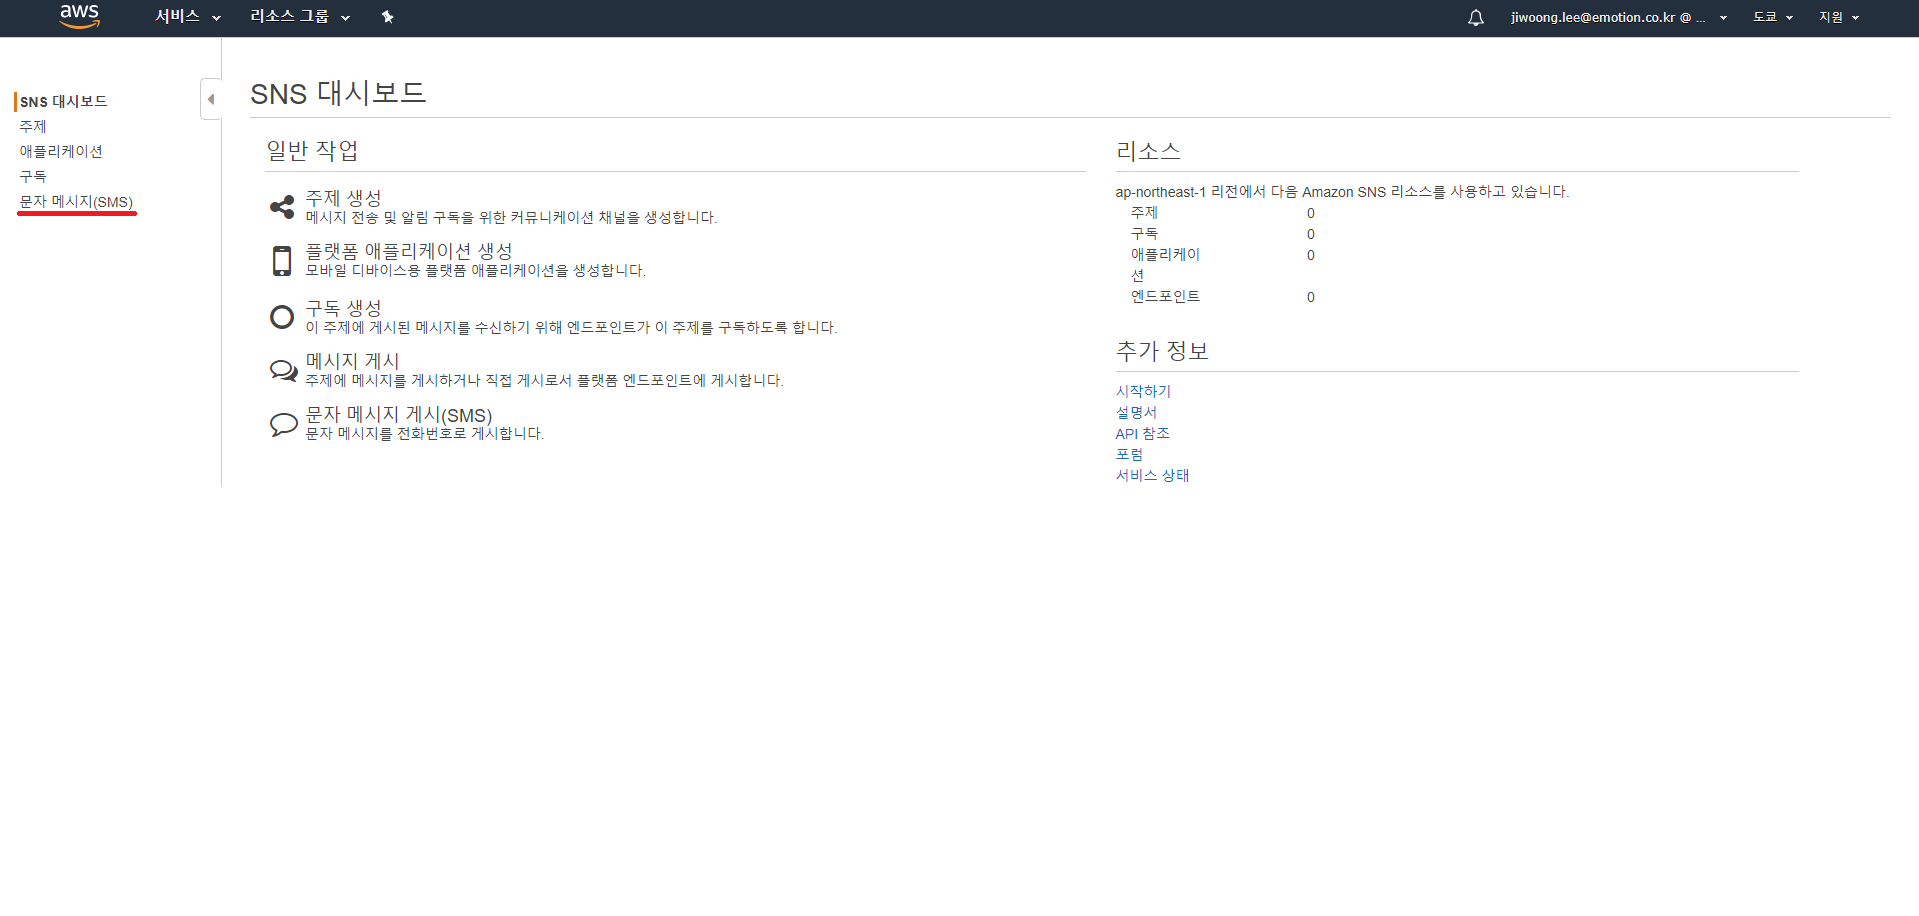 aws
서비스
리소스 그룹
jiwoong.lee@emotion.co.kr @ ...
도쿄
지원
SNS 대시보드
주제
애플리케이션
구독
문자 메시지(SMS)
SNS 대시보드
일반 작업
주제 생성
메시지 전송 및 알림 구독을 위한 커뮤니케이션 채널을 생성합니다.
플랫폼 애플리케이션 생성
모바일 디바이스용 플랫폼 애플리케이션을 생성합니다.
구독 생성
이 주제에 게시된 메시지를 수신하기 위해 엔드포인트가 이 주제를 구독하도록 합니다.
메시지 게시
주제에 메시지를 게시하거나 직접 게시로서 플랫폼 엔드포인트에 게시합니다.
문자 메시지 게시(SMS)
문자 메시지를 전화번호로 게시합니다.
리소스
ap-northeast-1 리전에서 다음 Amazon SNS 리소스를 사용하고 있습니다.
주제 0
구독 0
애플리케이 0
션
엔드포인트 0
추가 정보
시작하기
설명서
API 참조
포럼
서비스 상태